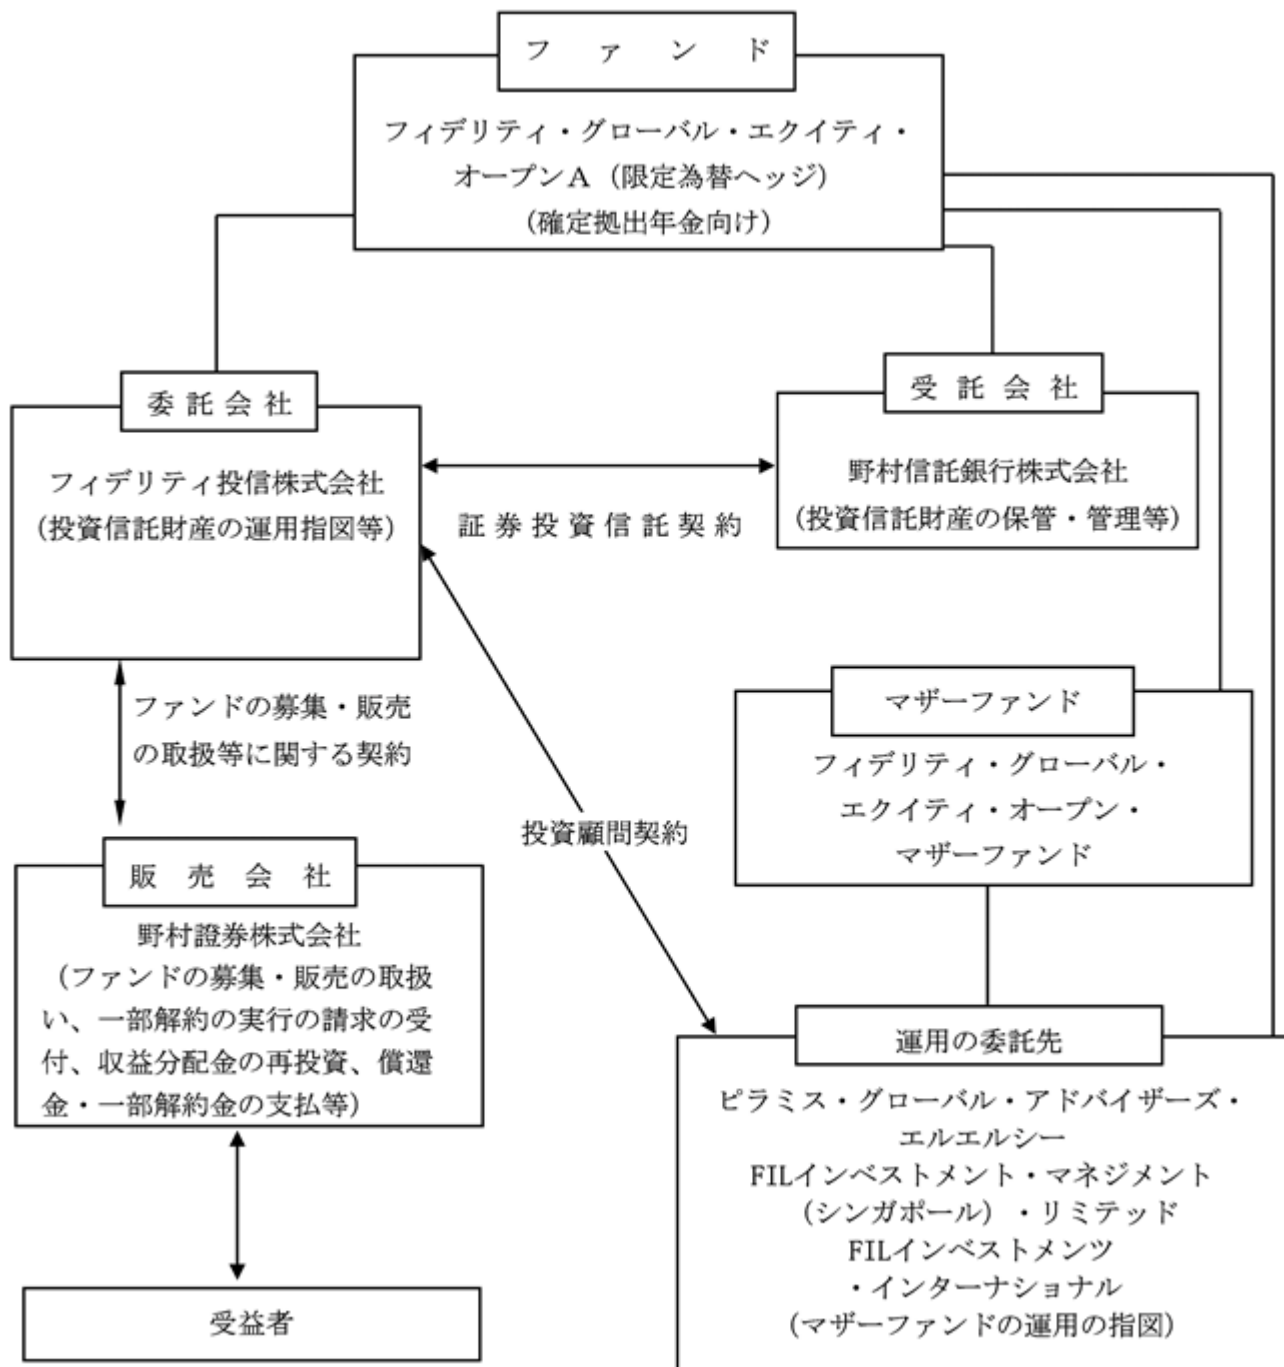 ファンド
フィデリティ・グローバル・エクイティ・
オープンA（限定為替ヘッジ）
（確定拠出年金向け）
委託会社
フィデリティ投信株式会社
（投資信託財産の運用指図等）
証券投資信託契約
受託会社
野村信託銀行株式会社
（投資信託財産の保管・管理等）
ファンドの募集・販売
の取扱等に関する契約
投資顧問契約
マザーファンド
フィデリティ・グローバル・
エクイティ・オープン・
マザーファンド
販売会社
野村證券株式会社
（ファンドの募集・販売の取扱
い、一部解約の実行の請求の受
付、収益分配金の再投資、償還
金・一部解約金の支払等）
運用の委託先
ピラミス・グローバル・アドバイザーズ・
エルエルシー
FILインベストメント・マネジメント
（シンガポール）・リミテッド
FILインベストメンツ
・インターナショナル
（マザーファンドの運用の指図）
受益者